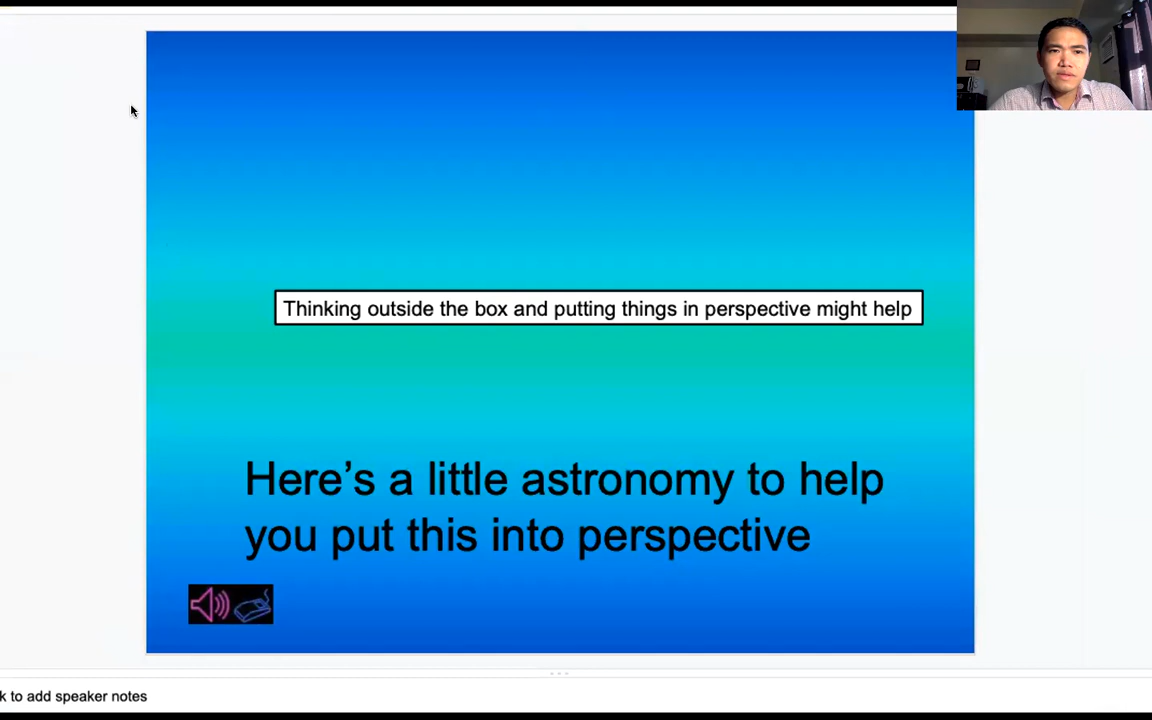 Thinking outside the box and putting things in perspective might help
Here’s a little astronomy to help
you put this into perspective
k to add speaker notes